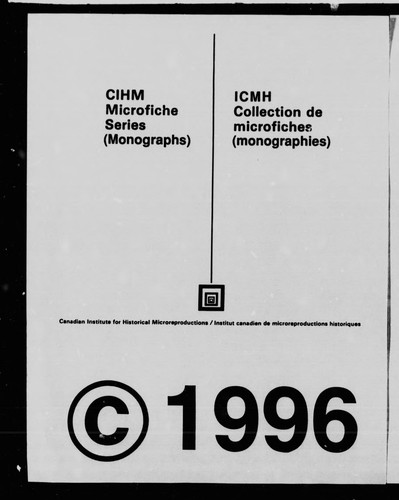 CIHM
Microfiche
Series
(Monographs)
ICMH
Collection de
microfiches
(monographies)
Canadian Institute for Historical Microreproductions / Institut canadien de microreproductions historiques
© 1996